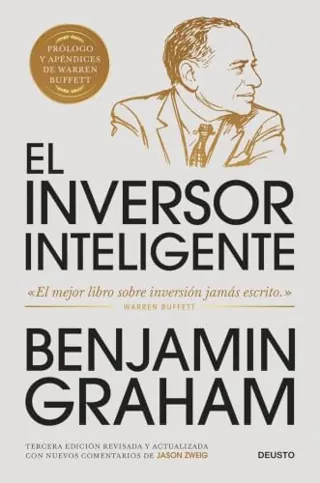 PRÓLOGO
Y APÉNDICES
DE WARREN
BUFFETT
EL
INVERSOR
INTELIGENTE
«El mejor libro sobre inversión jamás escrito.»
WARREN BUFFETT
BENJAMIN
GRAHAM
TERCERA EDICIÓN REVISADA Y ACTUALIZADA
CON NUEVOS COMENTARIOS DE JASON ZWEIG
DEUSTO